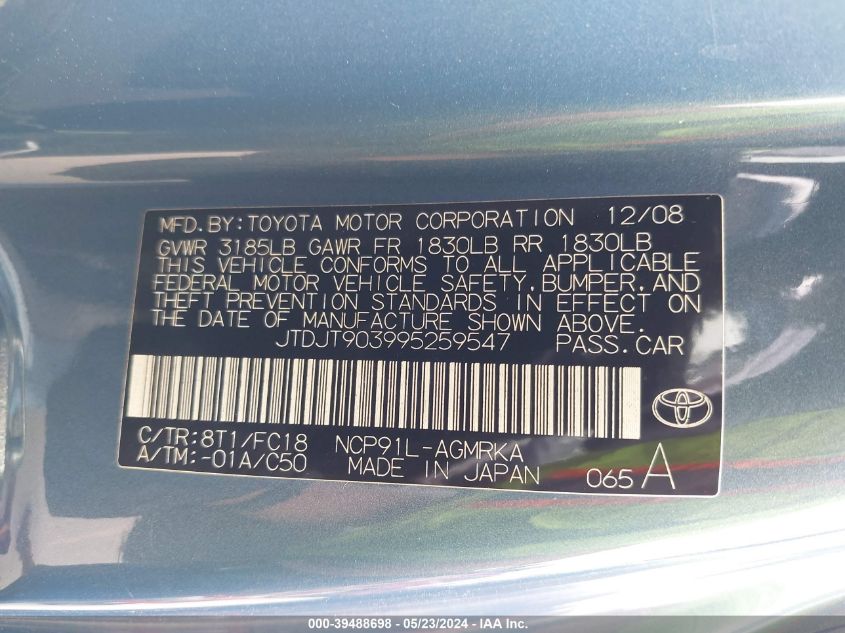 MFD. BY: TOYOTA MOTOR CORPORATION 12/08
GVWR 3185LB GAWR FR 1830LB RR 1830LB
THIS VEHICLE CONFORMS TO ALL APPLICABLE
FEDERAL MOTOR VEHICLE SAFETY, BUMPER, AND
THEFT PREVENTION STANDARDS IN EFFECT ON
THE DATE OF MANUFACTURE SHOWN ABOVE.
JTDJT903995259547 PASS. CAR
C/TR: 8T1/FC18 NCP91L-AGMRKA
A/TM: -01A/C50 MADE IN JAPAN 065 A
000-39488698 - 05/23/2024 - IAA Inc.